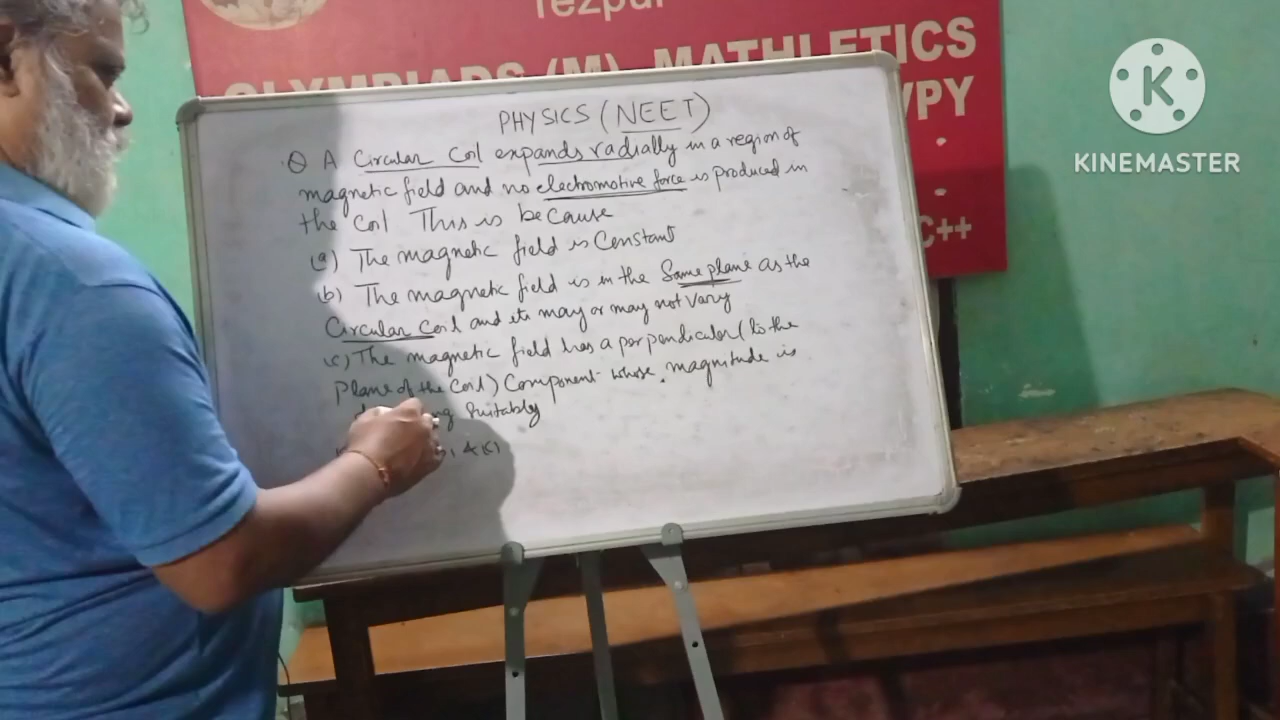 Tezpur
OLYMPIADS (M), MATHLETICS
VPY
C++
KINEMASTER
PHYSICS (NEET)
Q A Circular Coil expands radially in a region of
magnetic field and no electromotive force is produced in
the Coil This is because
(a) The magnetic field is Constant
(b) The magnetic field is in the Same plane as the
Circular Coil and its may or may not vary
(c) The magnetic field has a perpendicular (to the
plane of the Coil) Component whose magnitude is
suitably
& (c)